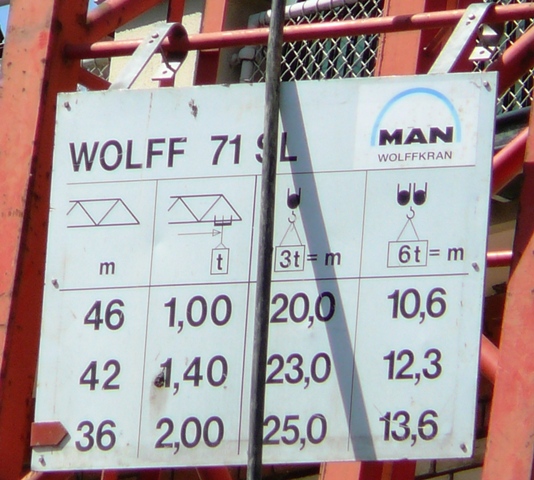 WOLFF 71 SL
MAN
WOLFFKRAN
m t 3t = m 6t = m
46 1,00 20,0 10,6
42 1,40 23,0 12,3
36 2,00 25,0 13,6